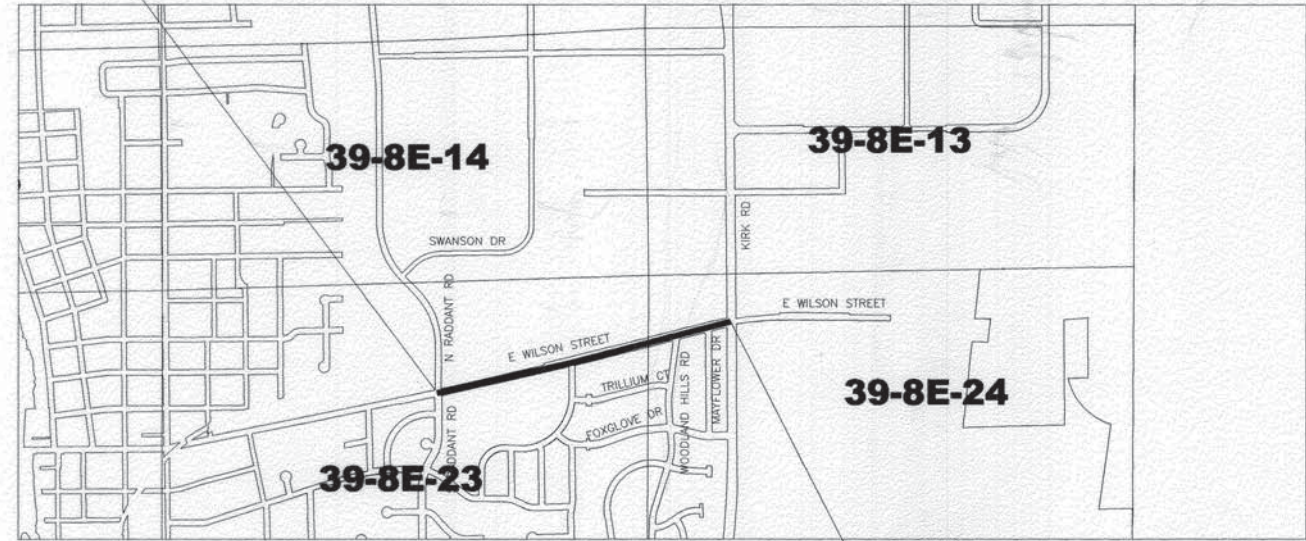 39-8E-14
39-8E-13
SWANSON DR
KIRK RD
N RADDANT RD
E WILSON STREET
E WILSON STREET
TRILLIUM CT
FOXGLOVE DR
WOODLAND HILLS RD
MAYFLOWER DR
39-8E-24
RD
39-8E-23